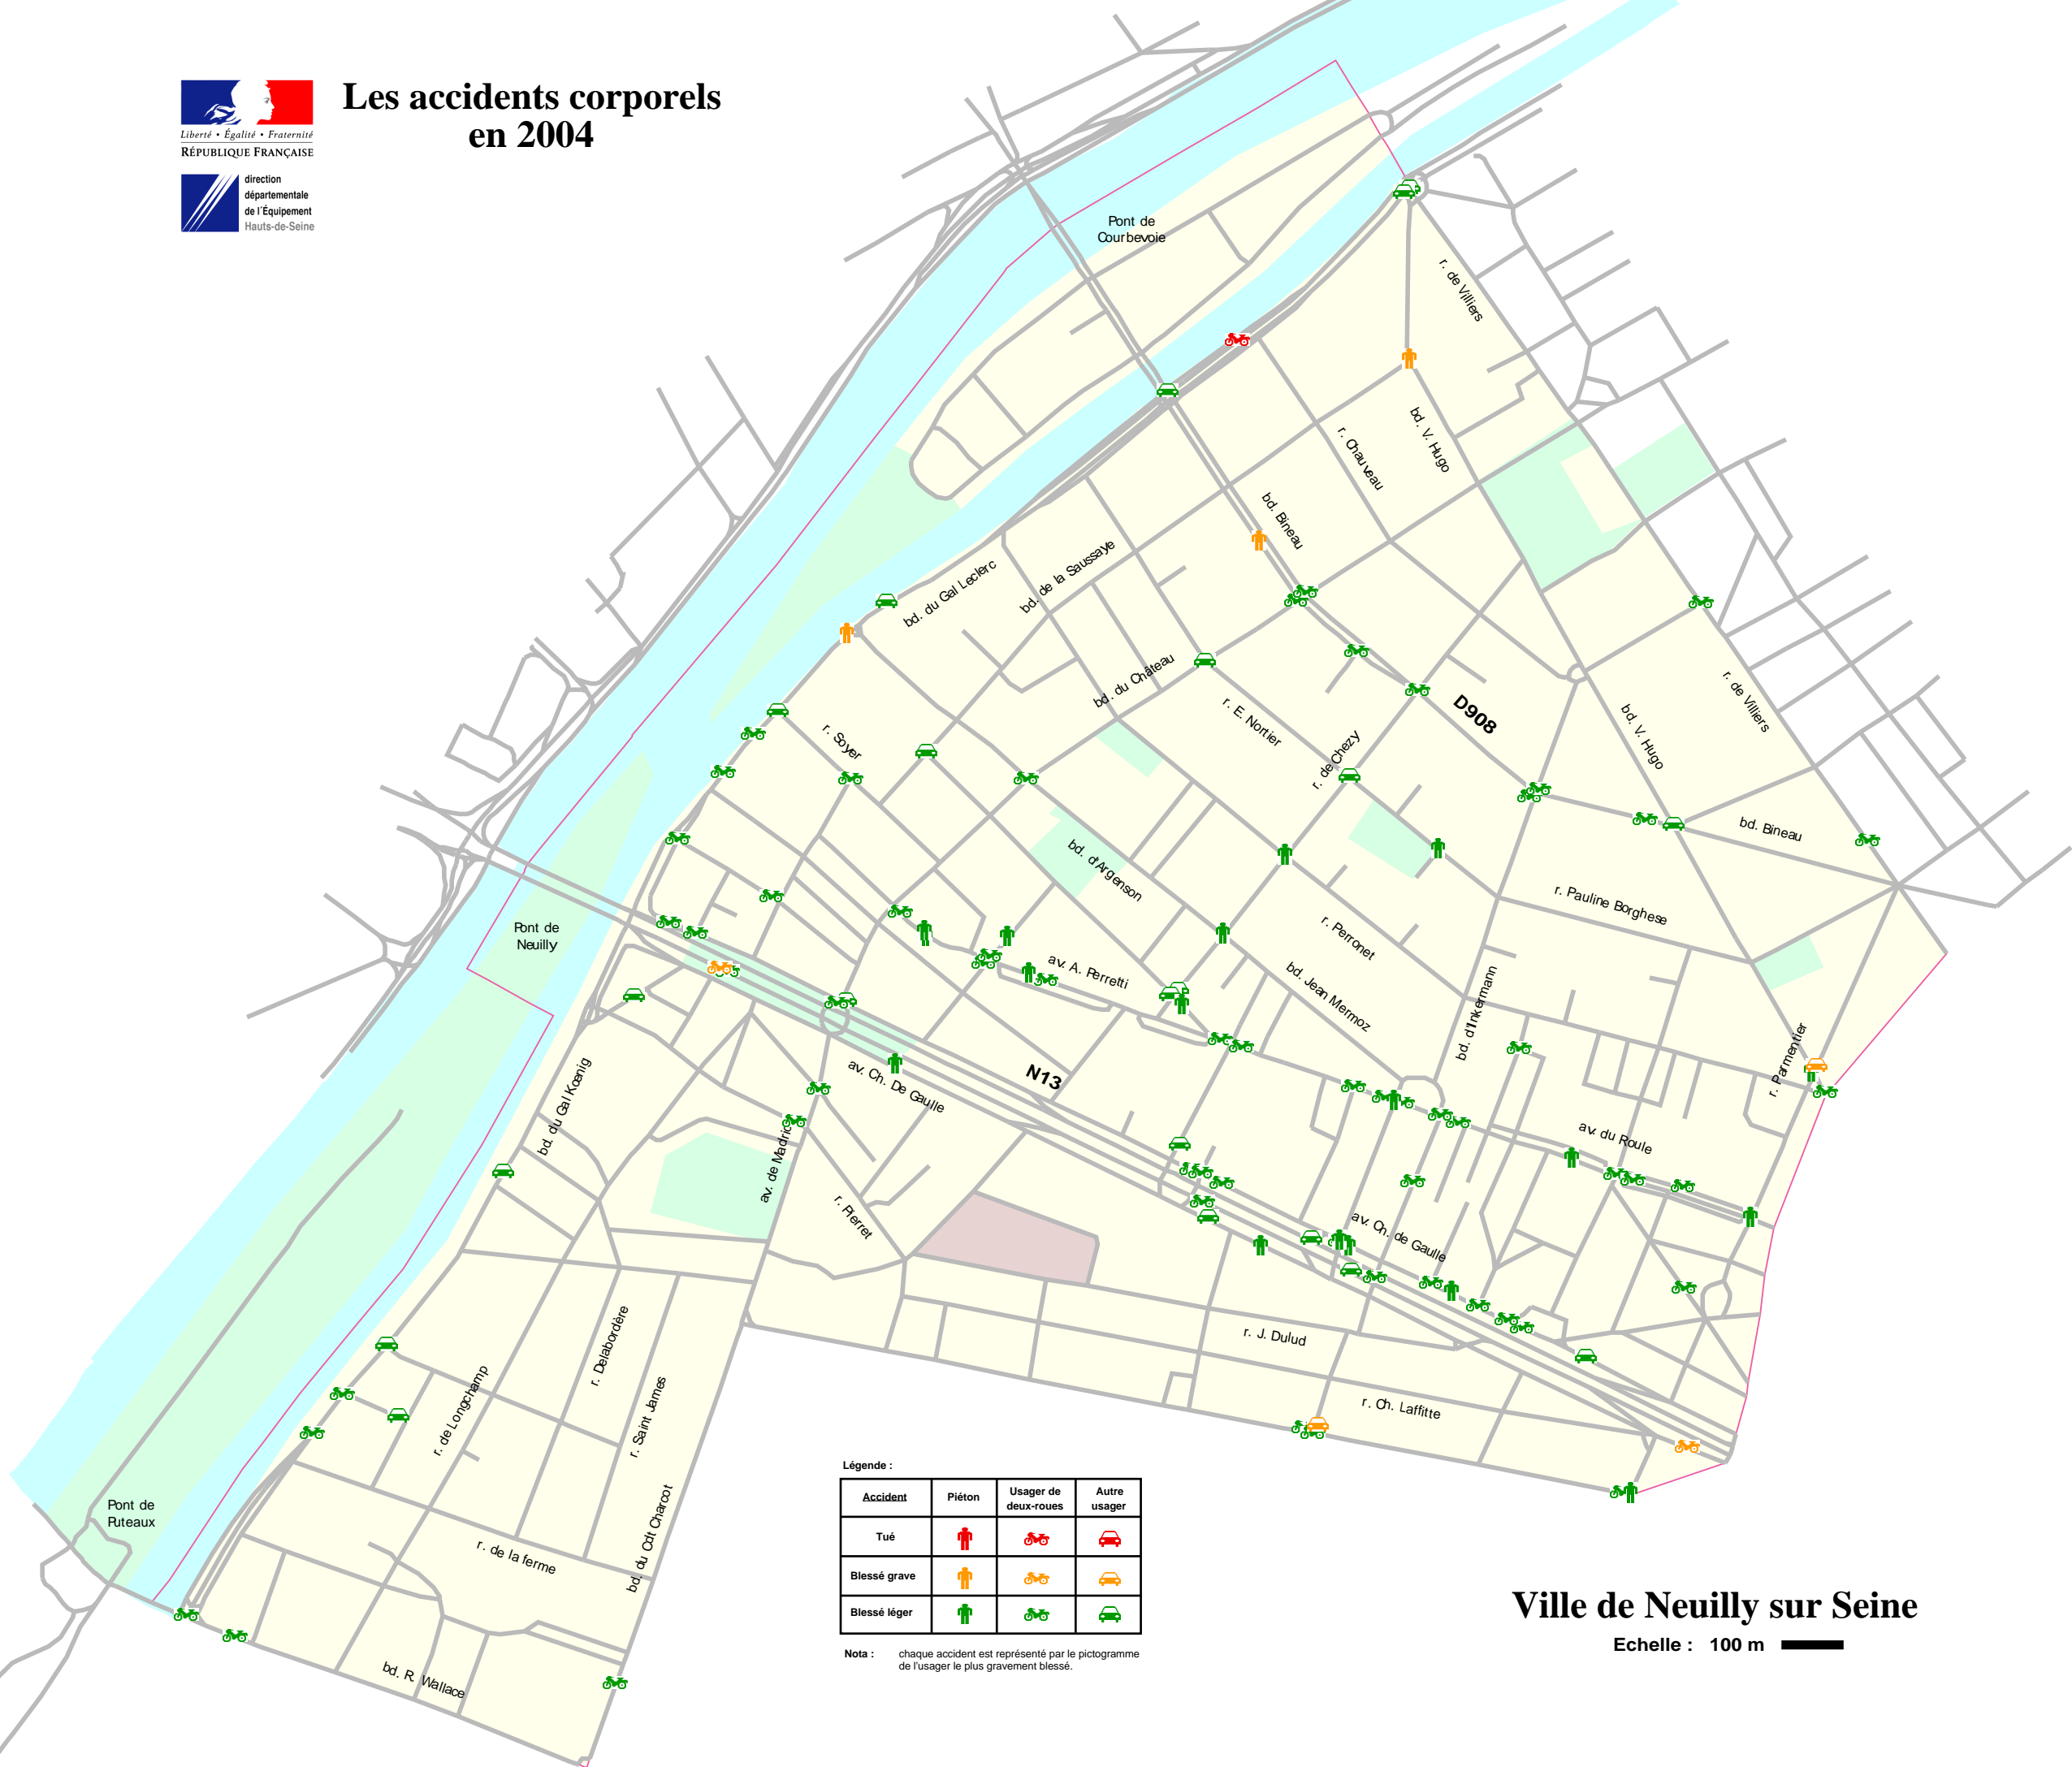 Liberté • Égalité • Fraternité
RÉPUBLIQUE FRANÇAISE
direction
départementale
de l'Équipement
Hauts-de-Seine
Les accidents corporels
en 2004
Pont de
Courbevoie
r. de Villiers
bd. V. Hugo
r. Chauveau
bd. Bineau
bd. de la Saussaye
bd. du Gal Leclerc
bd. du Château
r. E. Nortier
r. de Chezy
D908
bd. V. Hugo
r. de Villiers
r. Soyer
bd. Bineau
bd. d'Argenson
r. Pauline Borghese
r. Perronet
Pont de
Neuilly
av. A. Perretti
bd. Jean Mermoz
bd. d'Inkermann
r. Parmentier
N13
av. Ch. De Gaulle
bd. du Gal Kœnig
av. de Madrid
av. du Roule
r. Pierret
av. Ch. de Gaulle
r. J. Dulud
r. Delabordère
r. de Longchamp
r. Saint James
r. Ch. Laffitte
Pont de
Puteaux
r. de la ferme
bd. du Cdt Charcot
bd. R. Wallace
Légende :
Accident Piéton Usager de deux-roues Autre usager
Tué
Blessé grave
Blessé léger
Nota : chaque accident est représenté par le pictogramme
de l'usager le plus gravement blessé.
Ville de Neuilly sur Seine
Echelle : 100 m